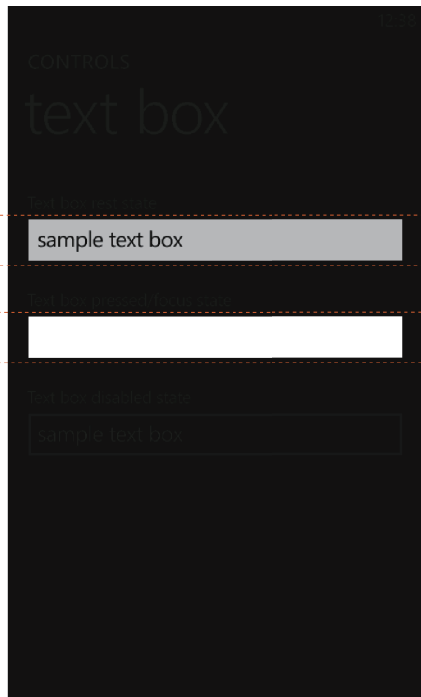 12:38
CONTROLS
text box
Text box rest state
sample text box
Text box pressed/focus state
Text box disabled state
sample text box